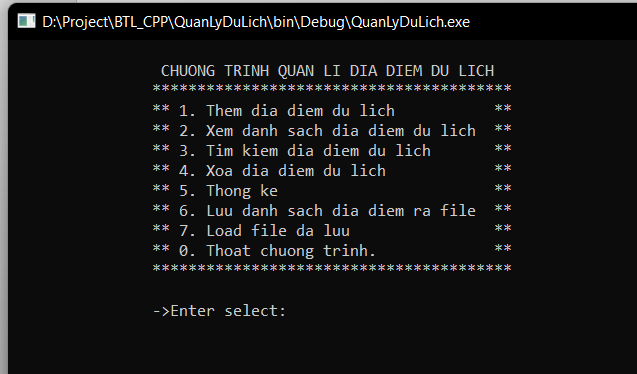 D:\Project\BTL_CPP\QuanLyDuLich\bin\Debug\QuanLyDuLich.exe
CHUONG TRINH QUAN LI DIA DIEM DU LICH
****************************************
** 1. Them dia diem du lich           **
** 2. Xem danh sach dia diem du lich  **
** 3. Tim kiem dia diem du lich       **
** 4. Xoa dia diem du lich            **
** 5. Thong ke                        **
** 6. Luu danh sach dia diem ra file  **
** 7. Load file da luu                **
** 0. Thoat chuong trinh.             **
****************************************
->Enter select: